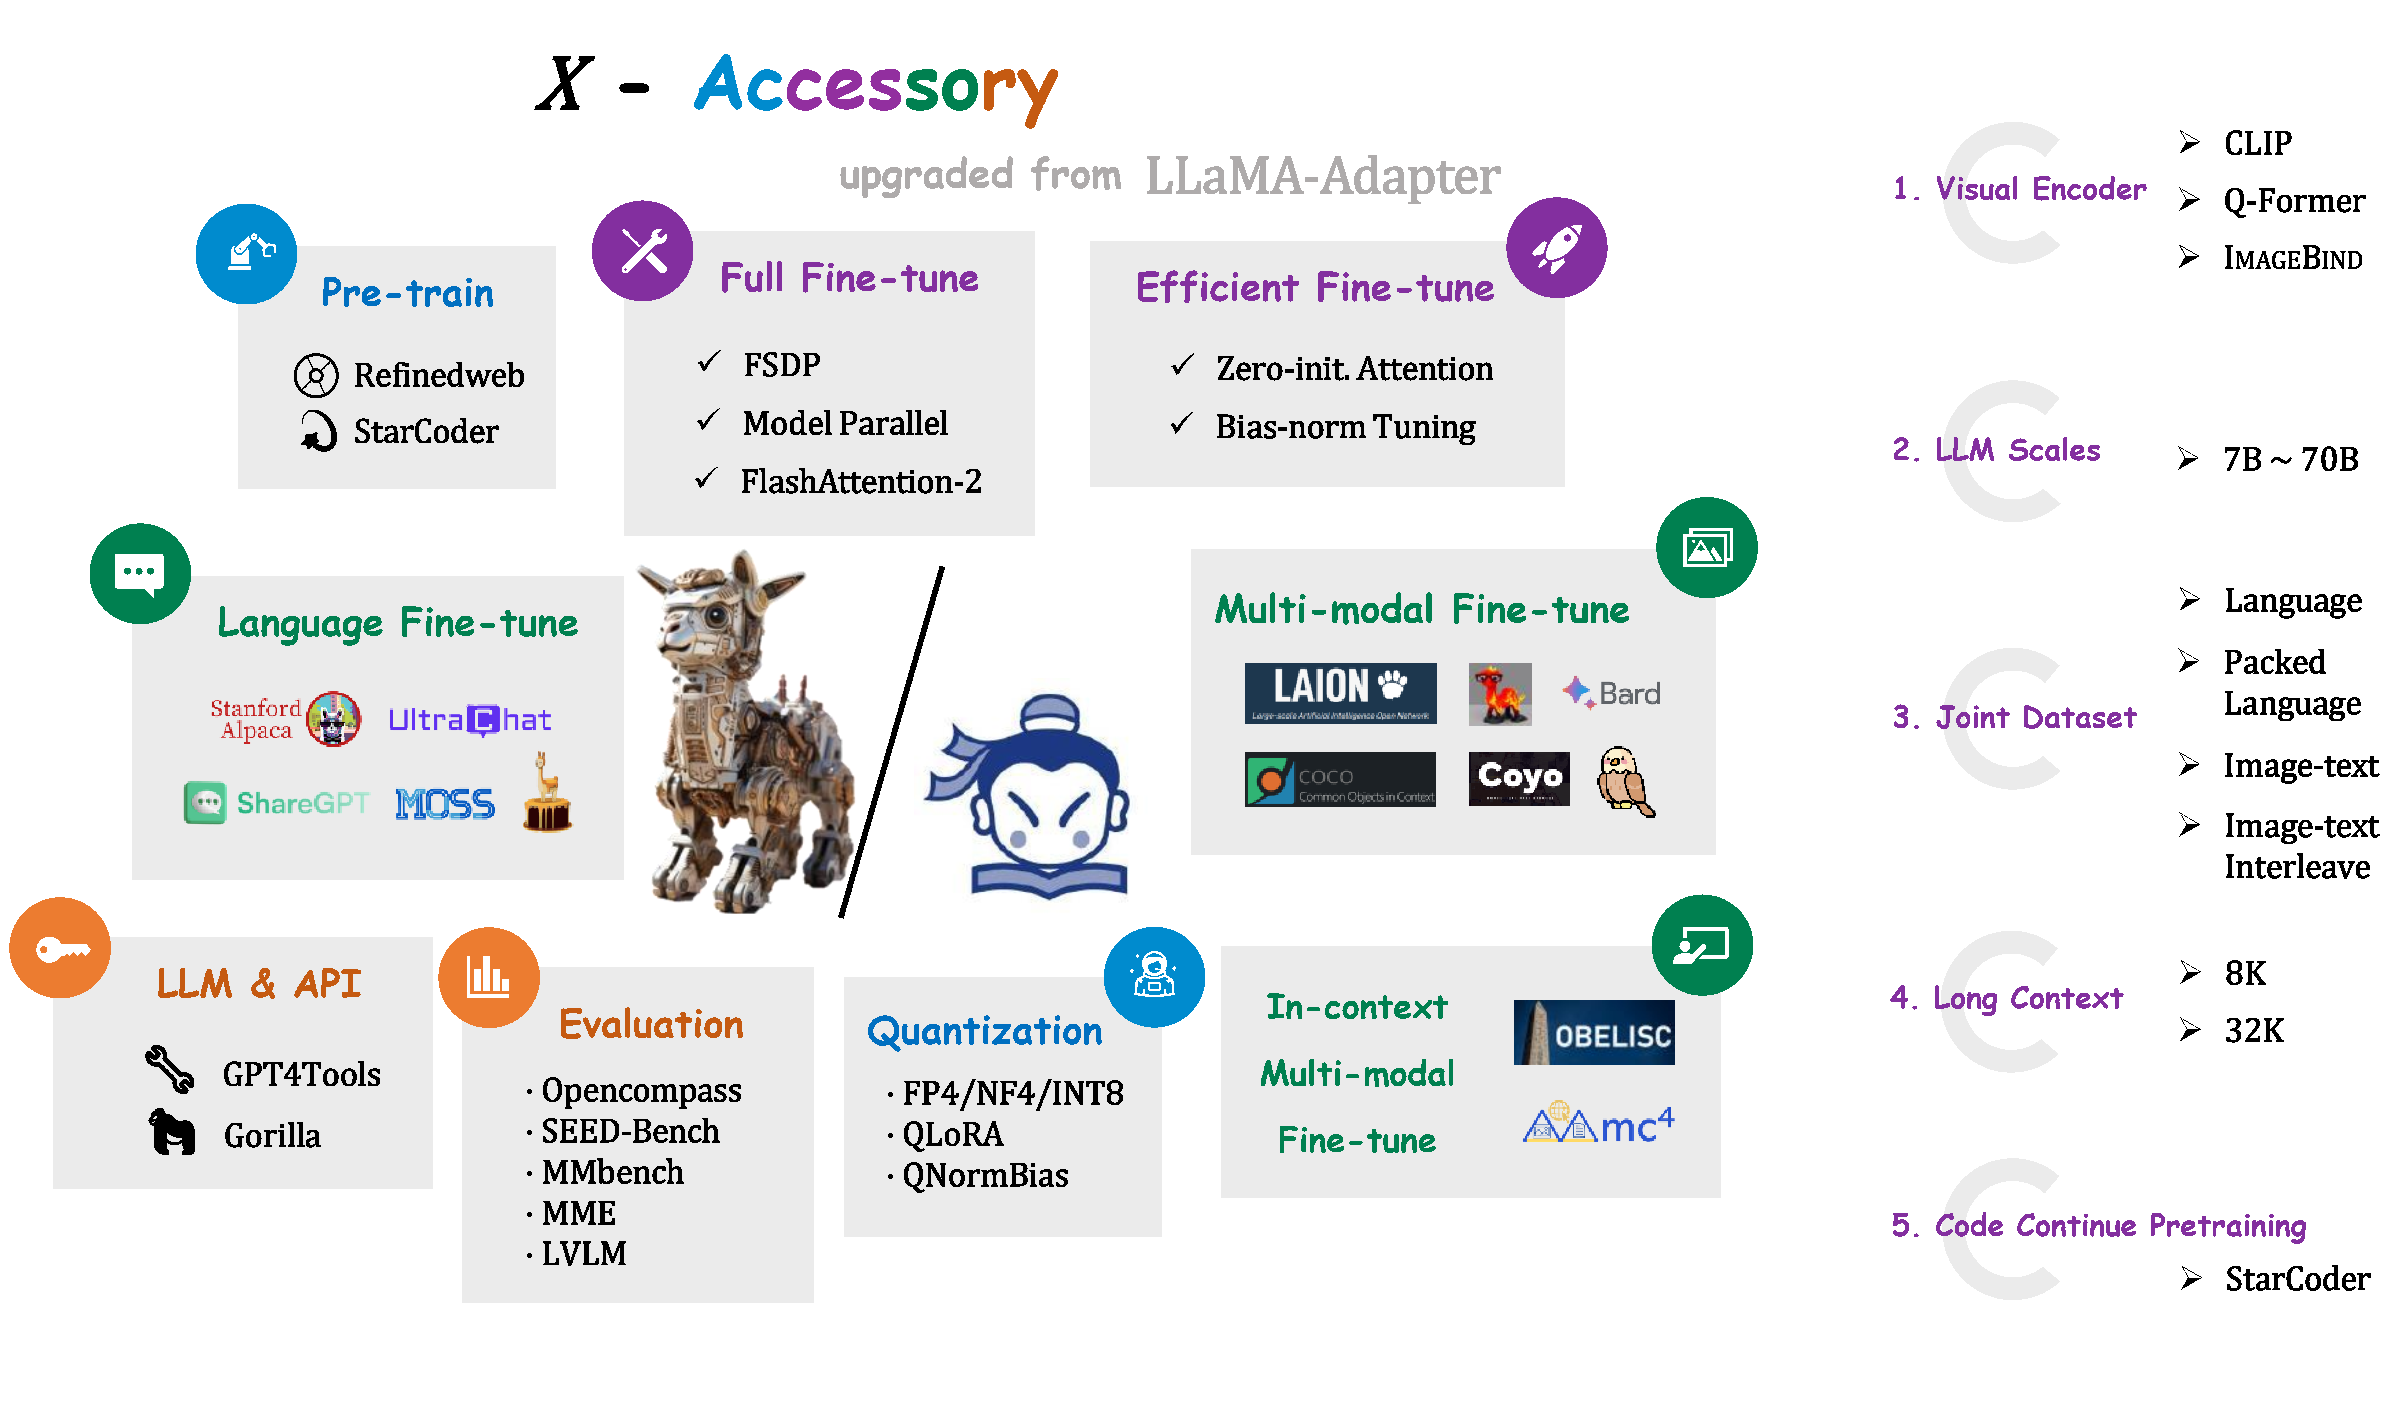 X - Accessory
upgraded from LLaMA-Adapter
Pre-train
Refinedweb
StarCoder
Full Fine-tune
✓ FSDP
✓ Model Parallel
✓ FlashAttention-2
Efficient Fine-tune
✓ Zero-init. Attention
✓ Bias-norm Tuning
Language Fine-tune
Stanford
Alpaca
UltraChat
ShareGPT
MOSS
Multi-modal Fine-tune
LAION
Large-scale Artificial Intelligence Open Network
Bard
COCO
Common Objects in Context
Coyo
LLM & API
GPT4Tools
Gorilla
Evaluation
· Opencompass
· SEED-Bench
· MMbench
· MME
· LVLM
Quantization
· FP4/NF4/INT8
· QLoRA
· QNormBias
In-context
Multi-modal
Fine-tune
OBELISC
mc4
1. Visual Encoder
➢ CLIP
➢ Q-Former
➢ IMAGEBIND
2. LLM Scales
➢ 7B ~ 70B
3. Joint Dataset
➢ Language
➢ Packed
Language
➢ Image-text
➢ Image-text
Interleave
4. Long Context
➢ 8K
➢ 32K
5. Code Continue Pretraining
➢ StarCoder